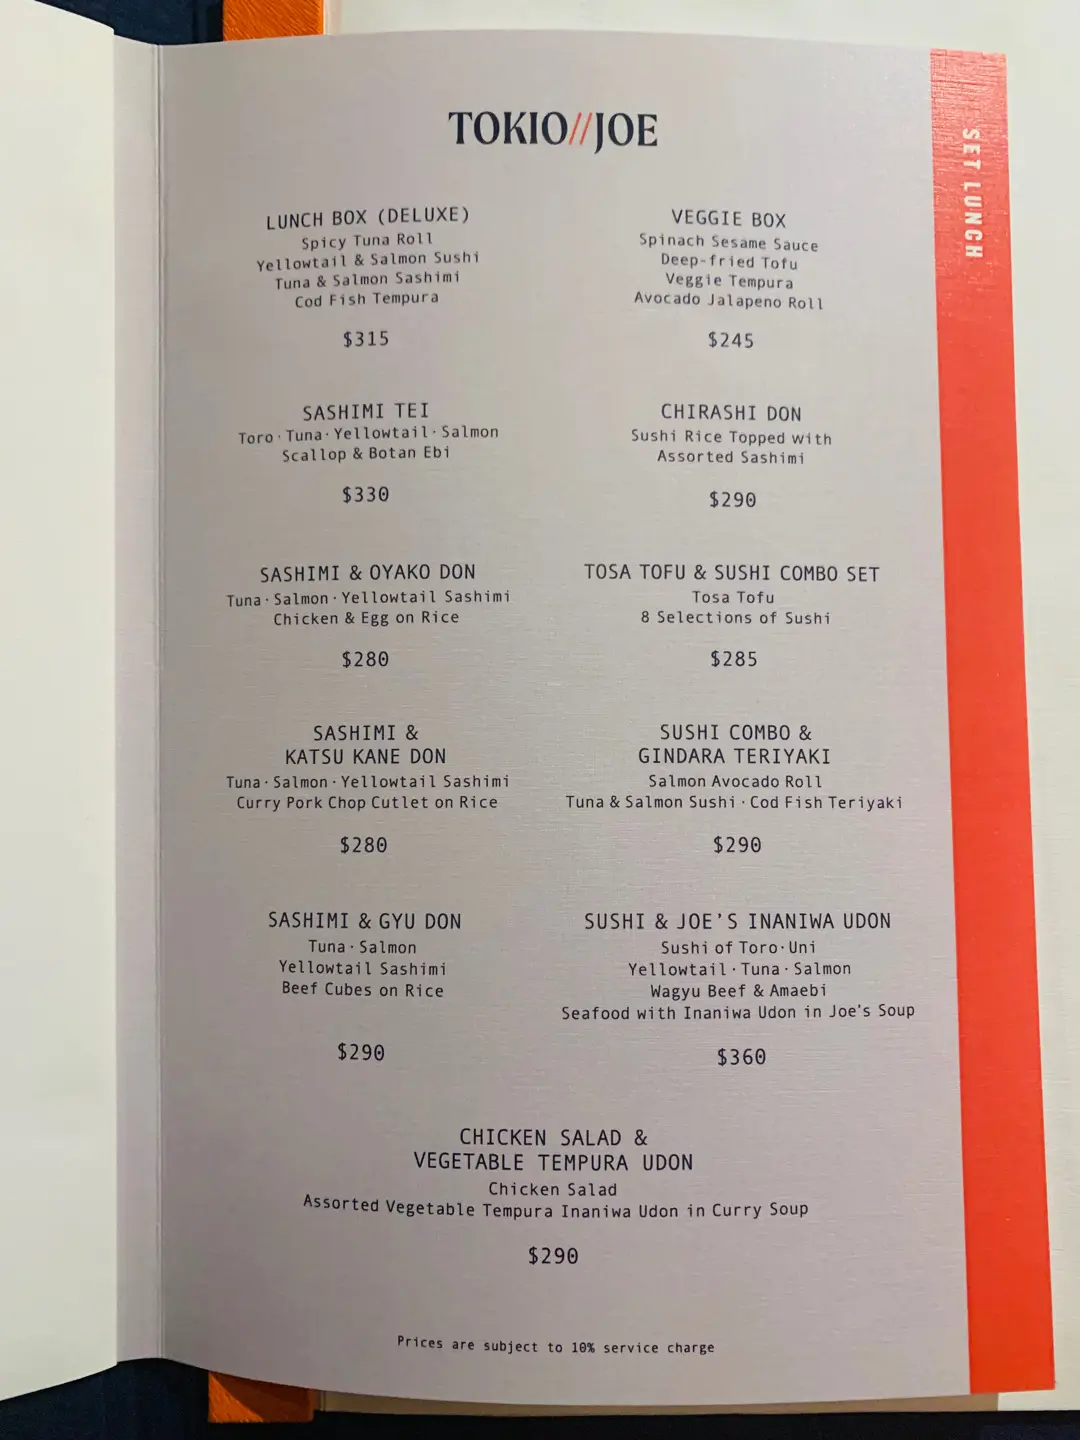 TOKIO//JOE
SET LUNCH
LUNCH BOX (DELUXE)
Spicy Tuna Roll
Yellowtail & Salmon Sushi
Tuna & Salmon Sashimi
Cod Fish Tempura
$315
VEGGIE BOX
Spinach Sesame Sauce
Deep-fried Tofu
Veggie Tempura
Avocado Jalapeno Roll
$245
SASHIMI TEI
Toro · Tuna · Yellowtail · Salmon
Scallop & Botan Ebi
$330
CHIRASHI DON
Sushi Rice Topped with
Assorted Sashimi
$290
SASHIMI & OYAKO DON
Tuna · Salmon · Yellowtail Sashimi
Chicken & Egg on Rice
$280
TOSA TOFU & SUSHI COMBO SET
Tosa Tofu
8 Selections of Sushi
$285
SASHIMI &
KATSU KANE DON
Tuna · Salmon · Yellowtail Sashimi
Curry Pork Chop Cutlet on Rice
$280
SUSHI COMBO &
GINDARA TERIYAKI
Salmon Avocado Roll
Tuna & Salmon Sushi · Cod Fish Teriyaki
$290
SASHIMI & GYU DON
Tuna · Salmon
Yellowtail Sashimi
Beef Cubes on Rice
$290
SUSHI & JOE'S INANIWA UDON
Sushi of Toro · Uni
Yellowtail · Tuna · Salmon
Wagyu Beef & Amaebi
Seafood with Inaniwa Udon in Joe's Soup
$360
CHICKEN SALAD &
VEGETABLE TEMPURA UDON
Chicken Salad
Assorted Vegetable Tempura Inaniwa Udon in Curry Soup
$290
Prices are subject to 10% service charge